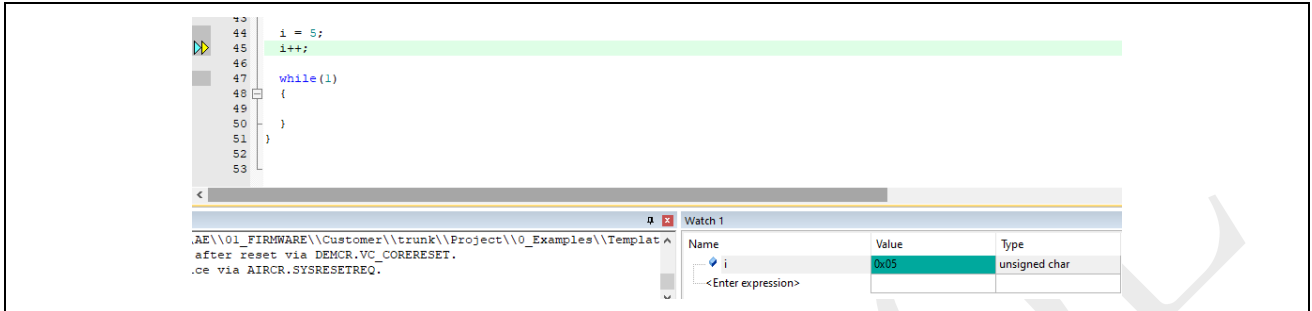 43
44 i = 5;
45 i++;
46
47 while(1)
48 {
49
50 }
51 }
52
53
Watch 1
.AE\\01_FIRMWARE\\Customer\\trunk\\Project\\0_Examples\\Templat
after reset via DEMCR.VC_CORERESET.
.ce via AIRCR.SYSRESETREQ.
Name Value Type
i 0x05 unsigned char
<Enter expression>